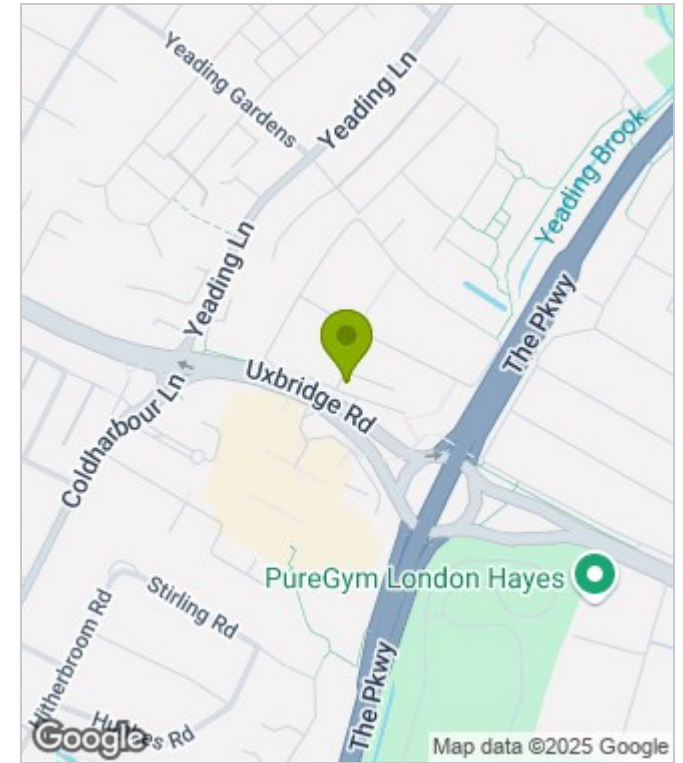 Yeading Gardens
Yeading Ln
Yeading Brook
Yeading Ln
The Pkwy
Uxbridge Rd
Coldharbour Ln
PureGym London Hayes
Stirling Rd
Hitherbroom Rd
The Pkwy
Google
Map data ©2025 Google